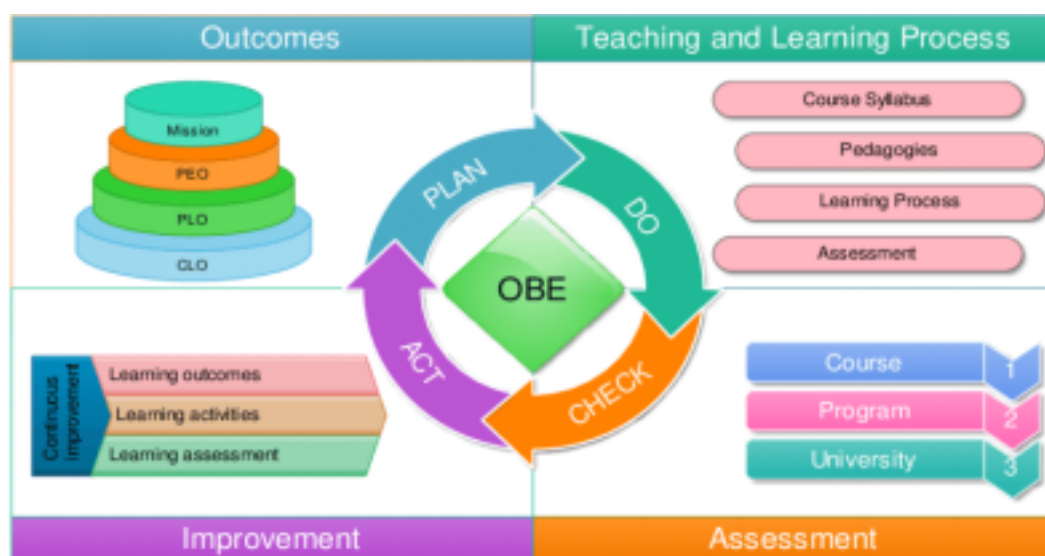 Outcomes
Teaching and Learning Process
Mission
PEO
PLO
CLO
Course Syllabus
Pedagogies
Learning Process
Assessment
PLAN
DO
CHECK
ACT
OBE
Continuous
improvement
Learning outcomes
Learning activities
Learning assessment
Course
1
Program
2
University
3
Improvement
Assessment